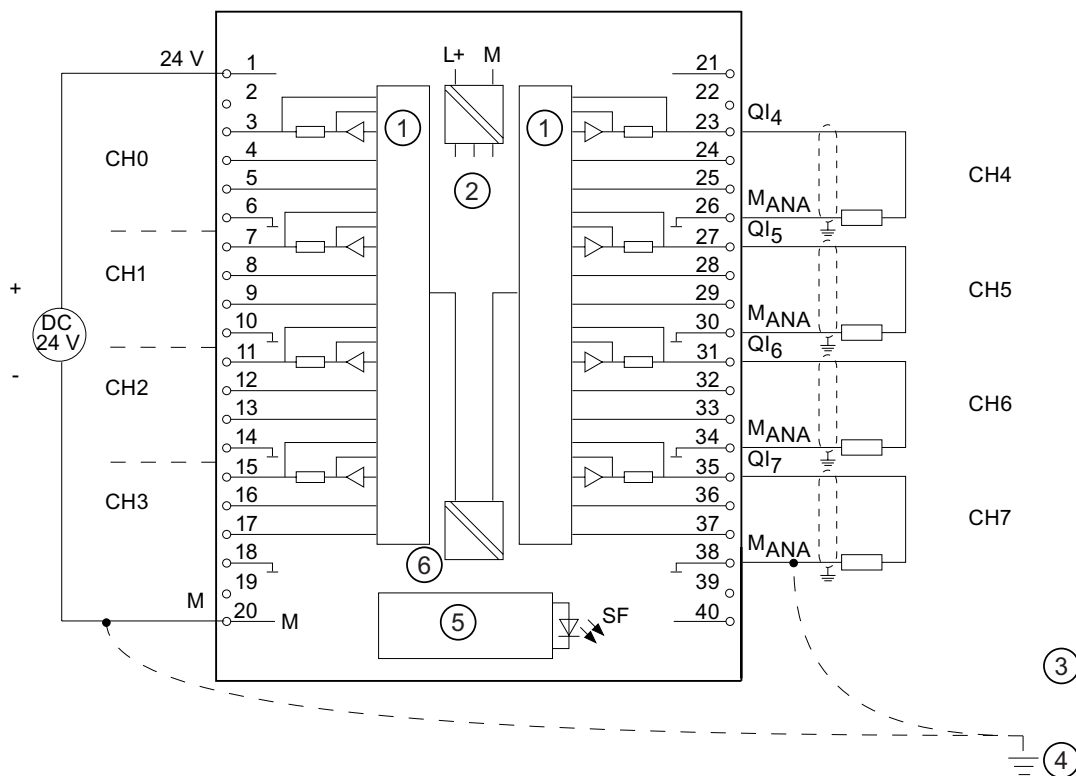 24 V 1 L+ M 21
2 22
3 1 1 23 QI4
CH0 4 24 CH4
5 2 25
6 26 MANA
7 27 QI5
CH1 8 28
9 29 CH5
+ 10 30 MANA
DC 24 V 11 31 QI6
- CH2 12 32
13 33 CH6
14 34 MANA
15 35 QI7
CH3 16 36
17 37 CH7
18 6 38 MANA
19 39
M 20 M 5 SF 40
3
4